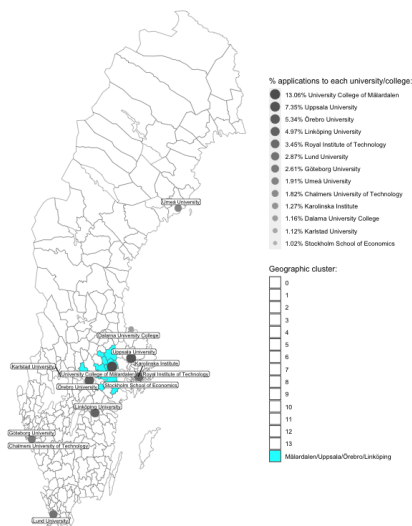 % applications to each university/college:
13.06% University College of Mälardalen
7.35% Uppsala University
5.34% Örebro University
4.97% Linköping University
3.45% Royal Institute of Technology
2.87% Lund University
2.61% Göteborg University
1.91% Umeå University
1.82% Chalmers University of Technology
1.27% Karolinska Institute
1.16% Dalarna University College
1.12% Karlstad University
1.02% Stockholm School of Economics
Geographic cluster:
0
1
2
3
4
5
6
7
8
9
10
11
12
13
Mälardalen/Uppsala/Örebro/Linköping
Umeå University
Dalarna University College
Uppsala University
Karolinska Institute
Karlstad University
University College of Mälardalen
Royal Institute of Technology
Örebro University
Stockholm School of Economics
Linköping University
Göteborg University
Chalmers University of Technology
Lund University